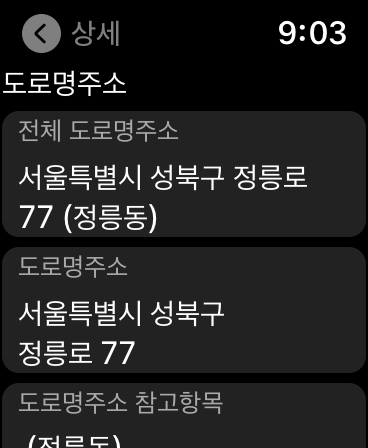 상세 9:03
도로명주소
전체 도로명주소
서울특별시 성북구 정릉로
77 (정릉동)
도로명주소
서울특별시 성북구
정릉로 77
도로명주소 참고항목
(정릉동)